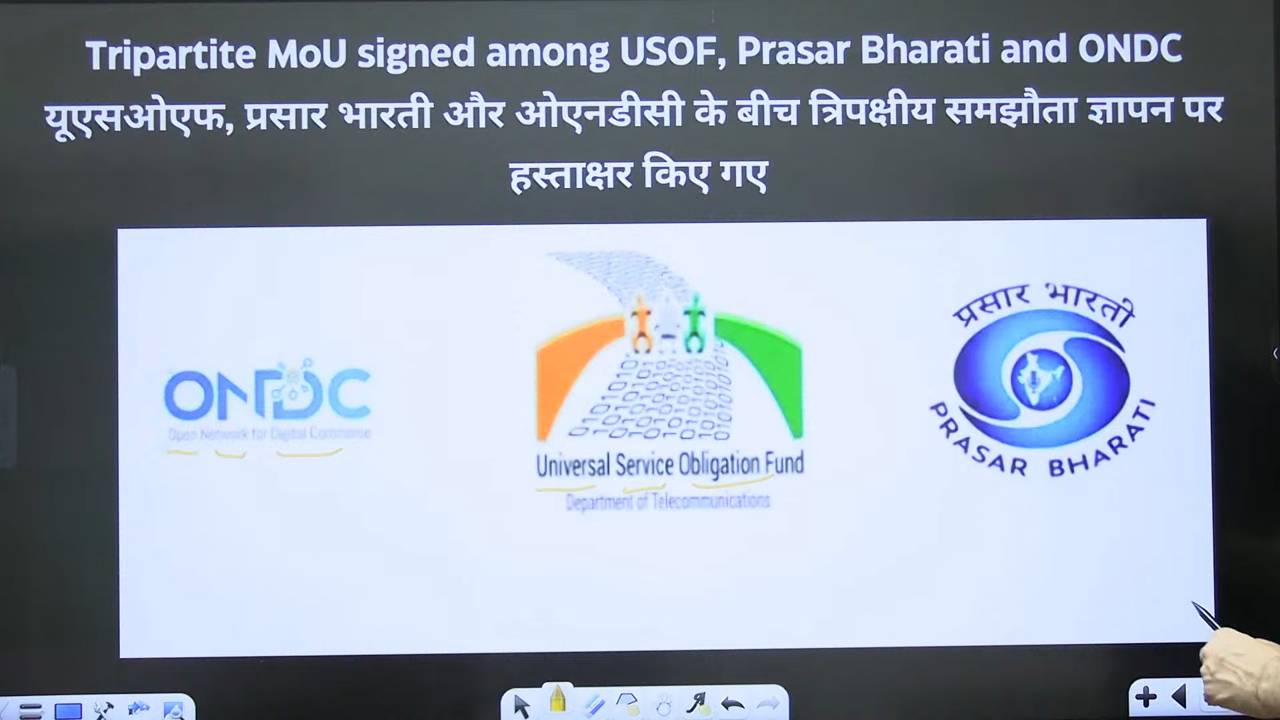 Tripartite MoU signed among USOF, Prasar Bharati and ONDC
यूएसओएफ, प्रसार भारती और ओएनडीसी के बीच त्रिपक्षीय समझौता ज्ञापन पर
हस्ताक्षर किए गए
ONDC
Open Network for Digital Commerce
Universal Service Obligation Fund
Department of Telecommunications
प्रसार भारती
PRASAR BHARATI